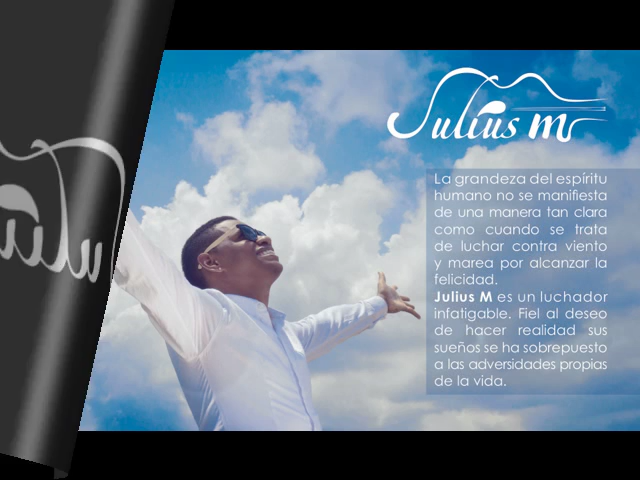 Julius M
La grandeza del espíritu
humano no se manifiesta
de una manera tan clara
como cuando se trata
de luchar contra viento
y marea por alcanzar la
felicidad.
Julius M es un luchador
infatigable. Fiel al deseo
de hacer realidad sus
sueños se ha sobrepuesto
a las adversidades propias
de la vida.